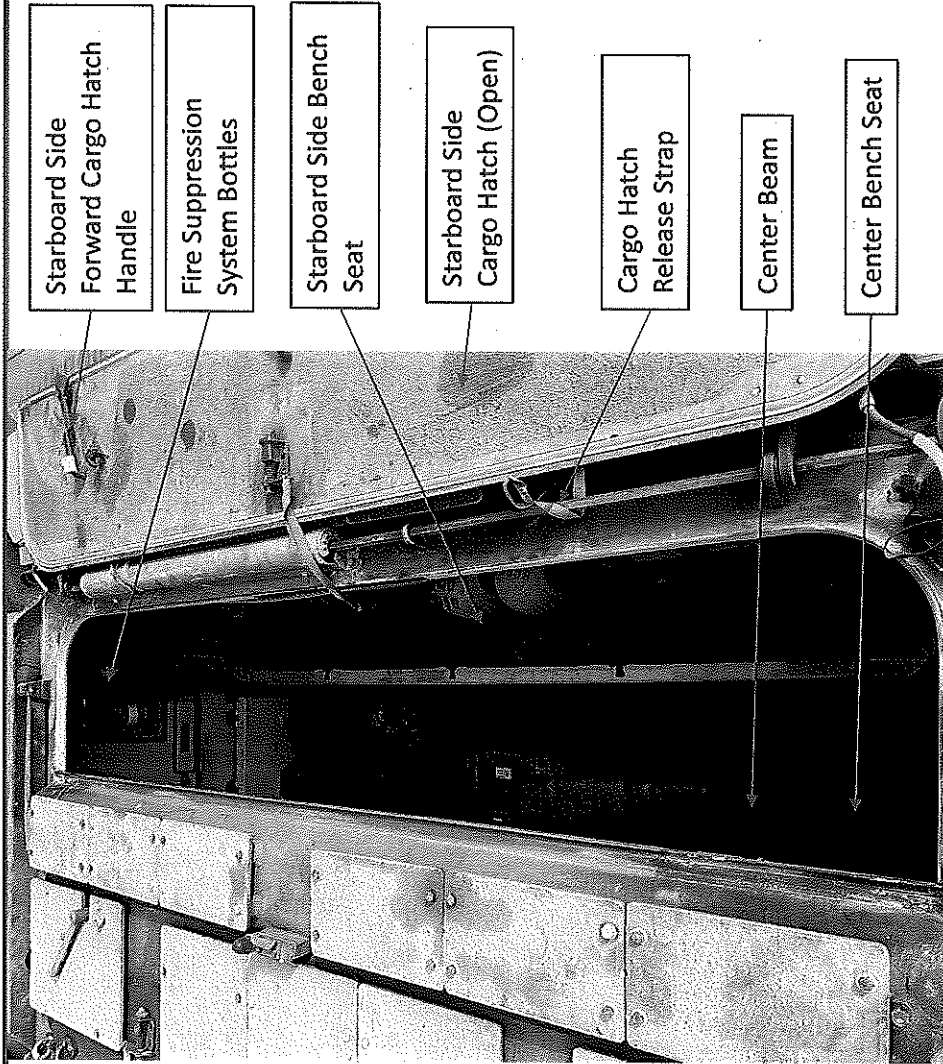 Starboard Side
Forward Cargo Hatch
Handle
Fire Suppression
System Bottles
Starboard Side Bench
Seat
Starboard Side
Cargo Hatch (Open)
Cargo Hatch
Release Strap
Center Beam
Center Bench Seat